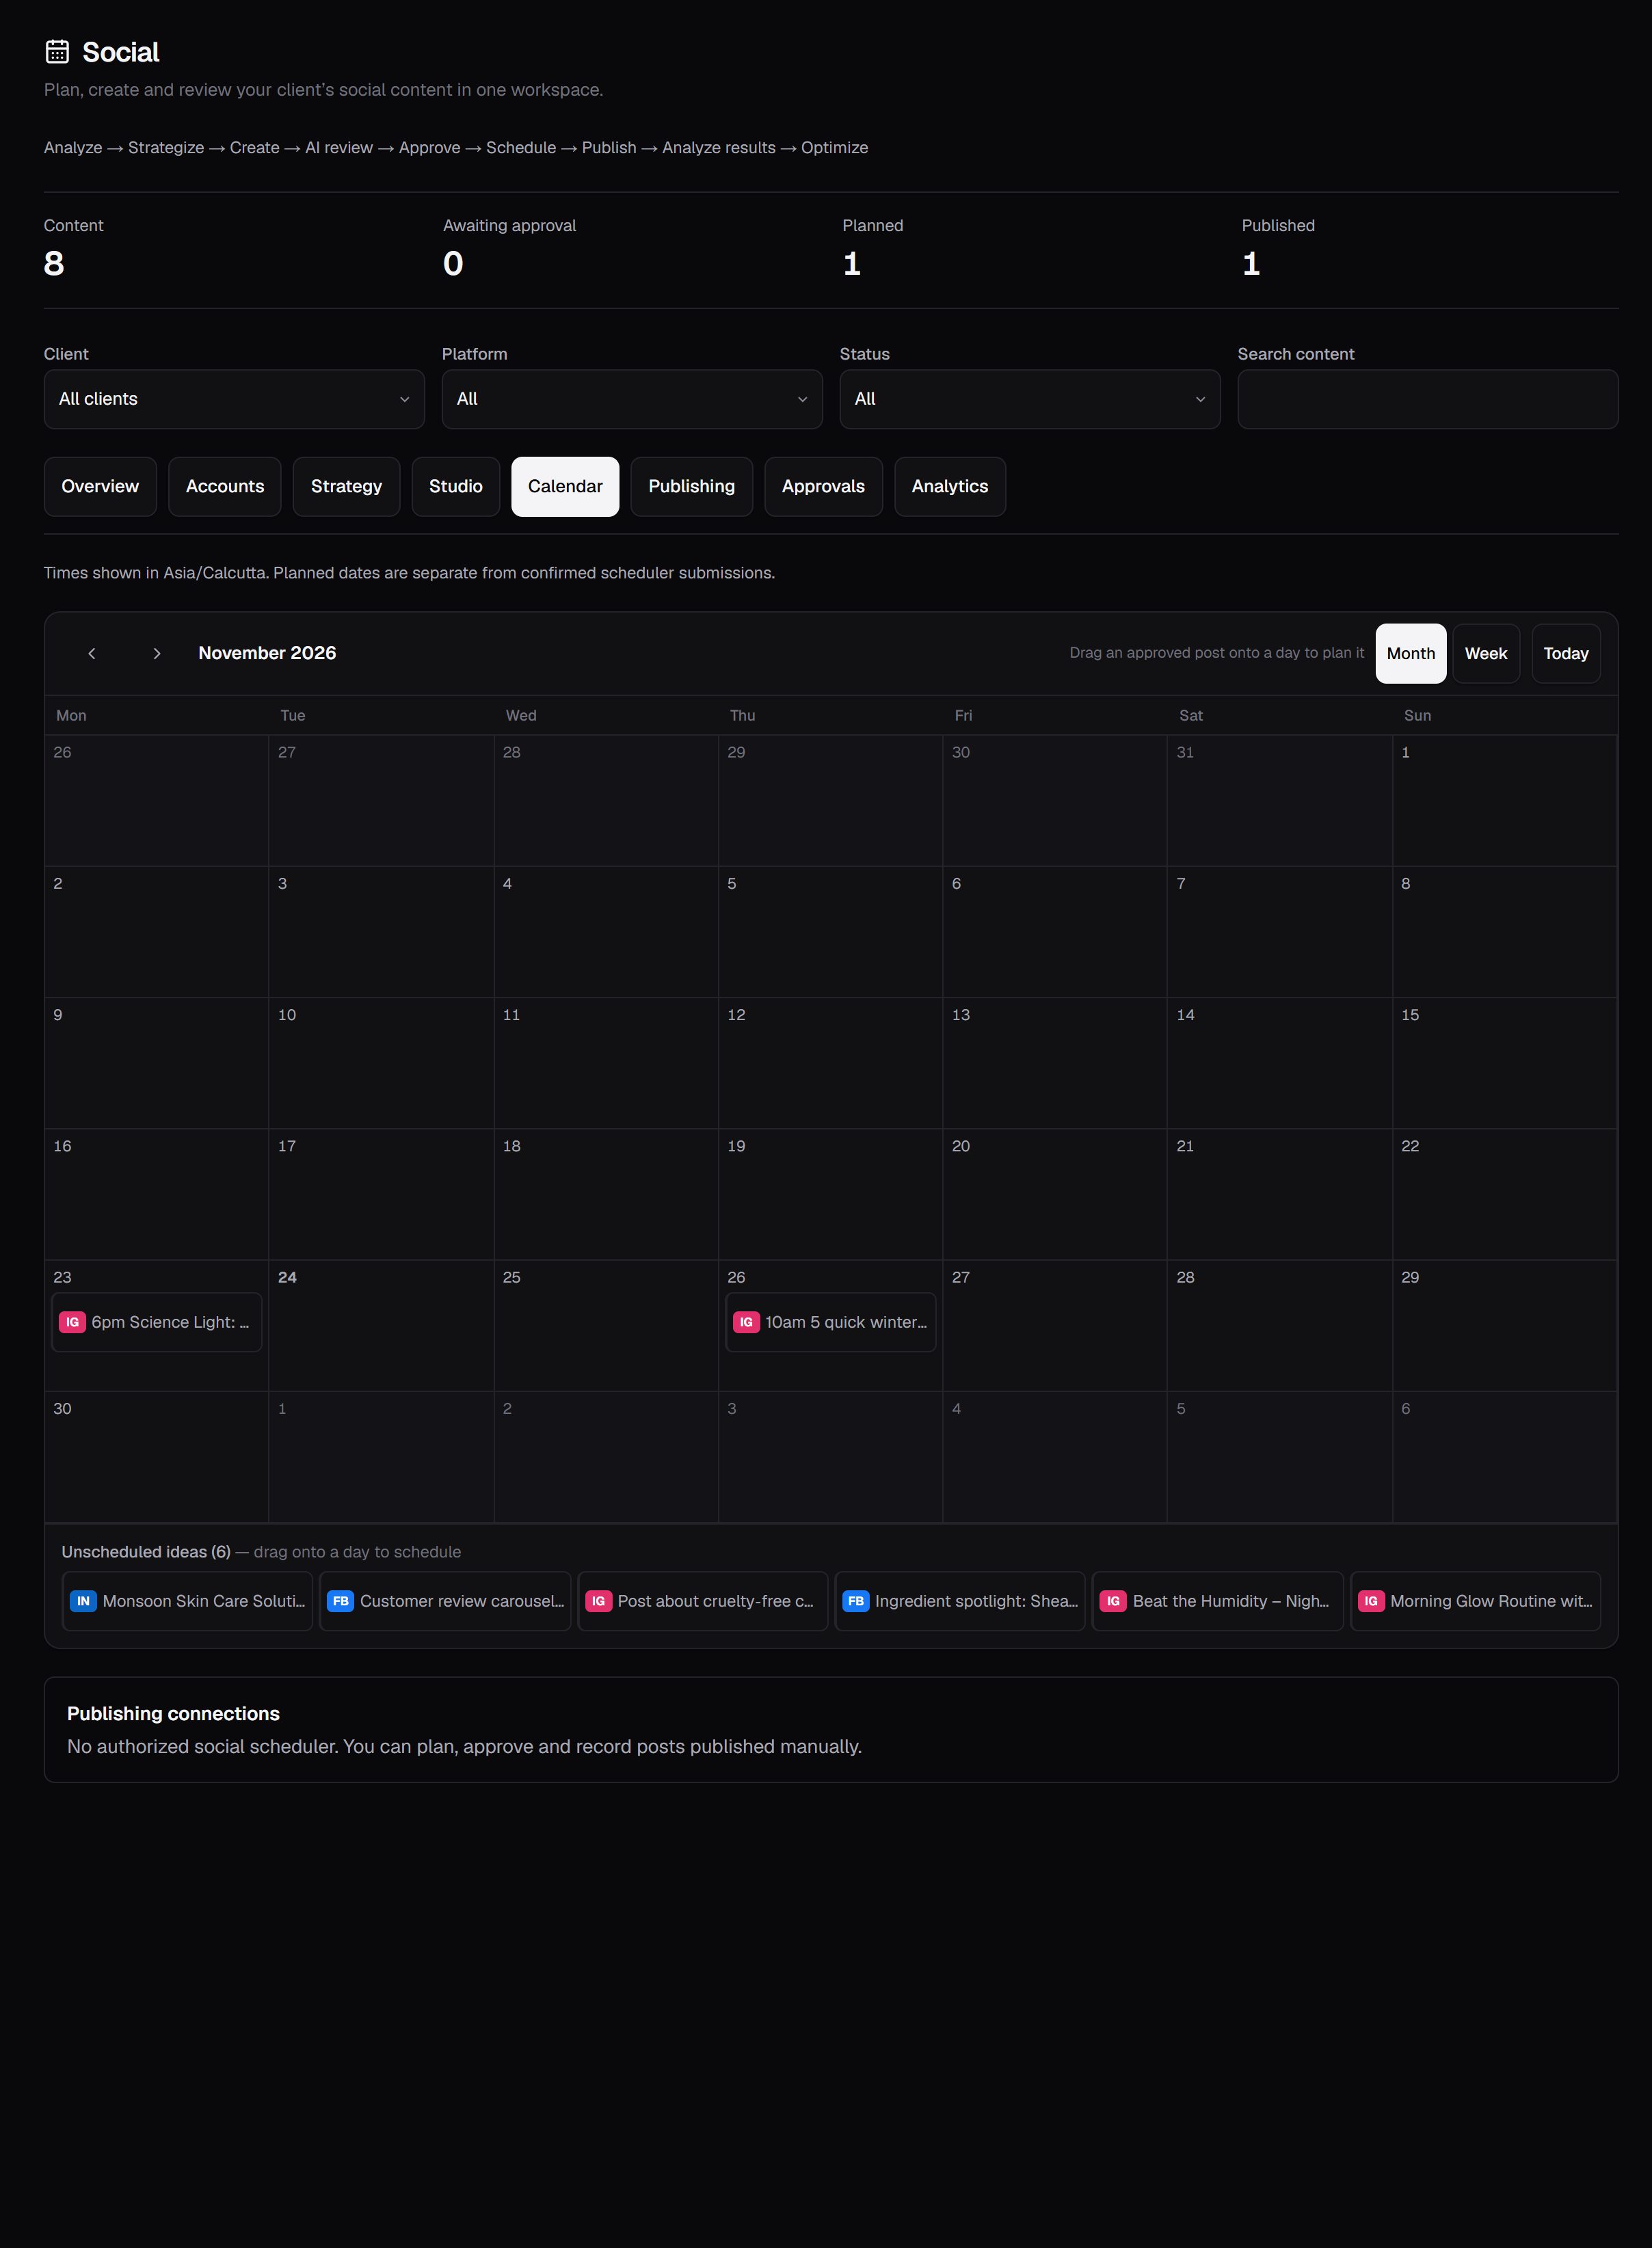 Social
Plan, create and review your client’s social content in one workspace.
Analyze → Strategize → Create → AI review → Approve → Schedule → Publish → Analyze results → Optimize
Content Awaiting approval Planned Published
8 0 1 1
Client Platform Status Search content
All clients All All
Overview Accounts Strategy Studio Calendar Publishing Approvals Analytics
Times shown in Asia/Calcutta. Planned dates are separate from confirmed scheduler submissions.
November 2026 Drag an approved post onto a day to plan it Month Week Today
Mon Tue Wed Thu Fri Sat Sun
26 27 28 29 30 31 1
2 3 4 5 6 7 8
9 10 11 12 13 14 15
16 17 18 19 20 21 22
23 24 25 26 27 28 29
IG 6pm Science Light: ... IG 10am 5 quick winter...
30 1 2 3 4 5 6
Unscheduled ideas (6) — drag onto a day to schedule
IN Monsoon Skin Care Soluti... FB Customer review carousel... IG Post about cruelty-free c... FB Ingredient spotlight: Shea... IG Beat the Humidity – Nigh... IG Morning Glow Routine wit...
Publishing connections
No authorized social scheduler. You can plan, approve and record posts published manually.